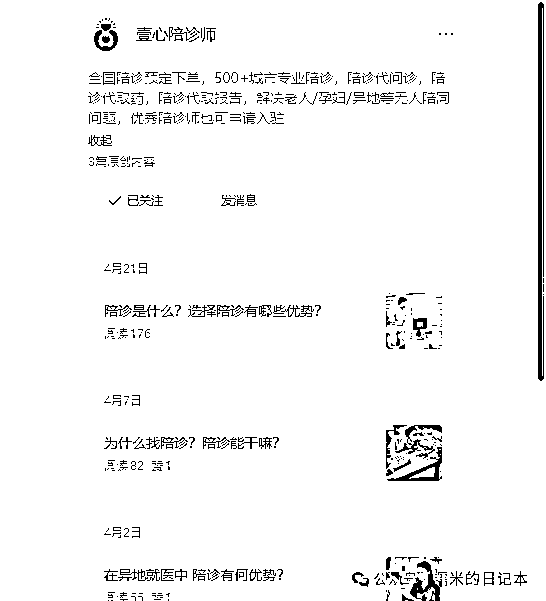 壹心陪诊师
全国陪诊预定下单，500+城市专业陪诊，陪诊代问诊，陪
诊代取药，陪诊代取报告，解决老人/孕妇/异地等无人陪同
问题，优秀陪诊师也可申请入驻
收起
3篇原创内容
已关注 发消息
4月21日
陪诊是什么？选择陪诊有哪些优势？
阅读176
4月7日
为什么找陪诊？陪诊能干嘛？
阅读82 赞1
4月2日
在异地就医中 陪诊有何优势？
阅读55 赞1
米的日记本